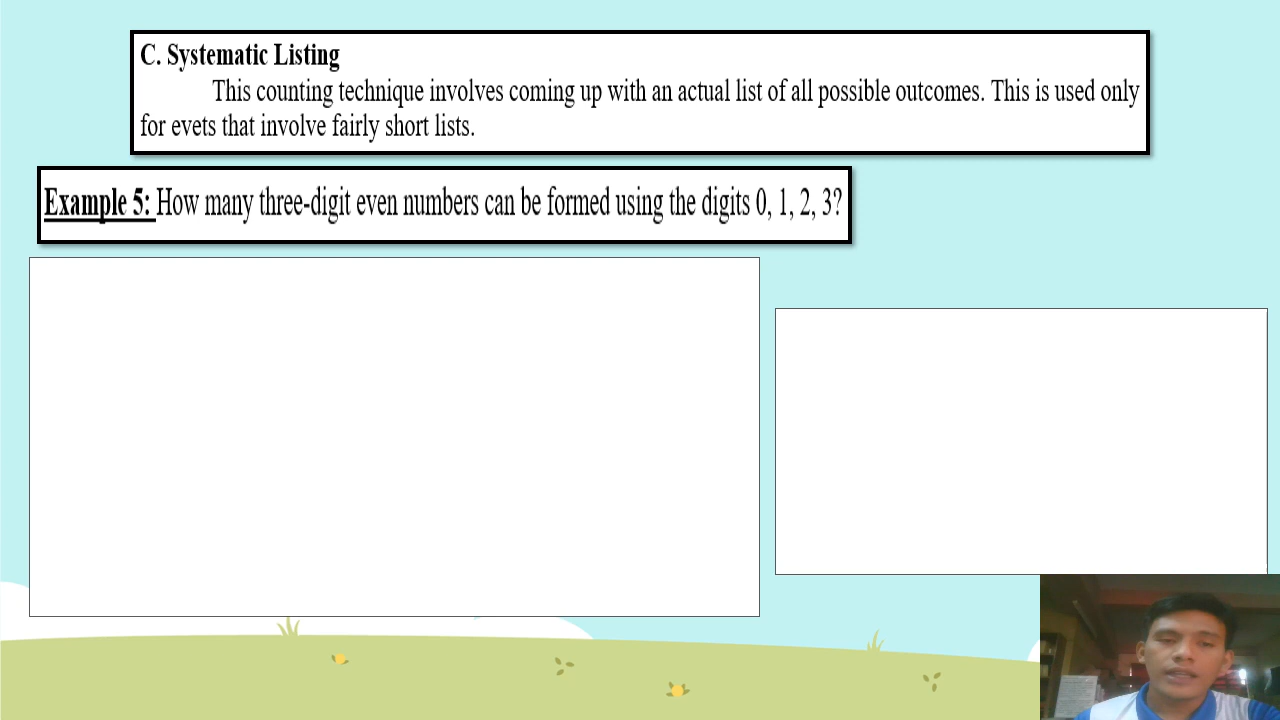 C. Systematic Listing
This counting technique involves coming up with an actual list of all possible outcomes. This is used only
for evets that involve fairly short lists.
Example 5: How many three-digit even numbers can be formed using the digits 0, 1, 2, 3?